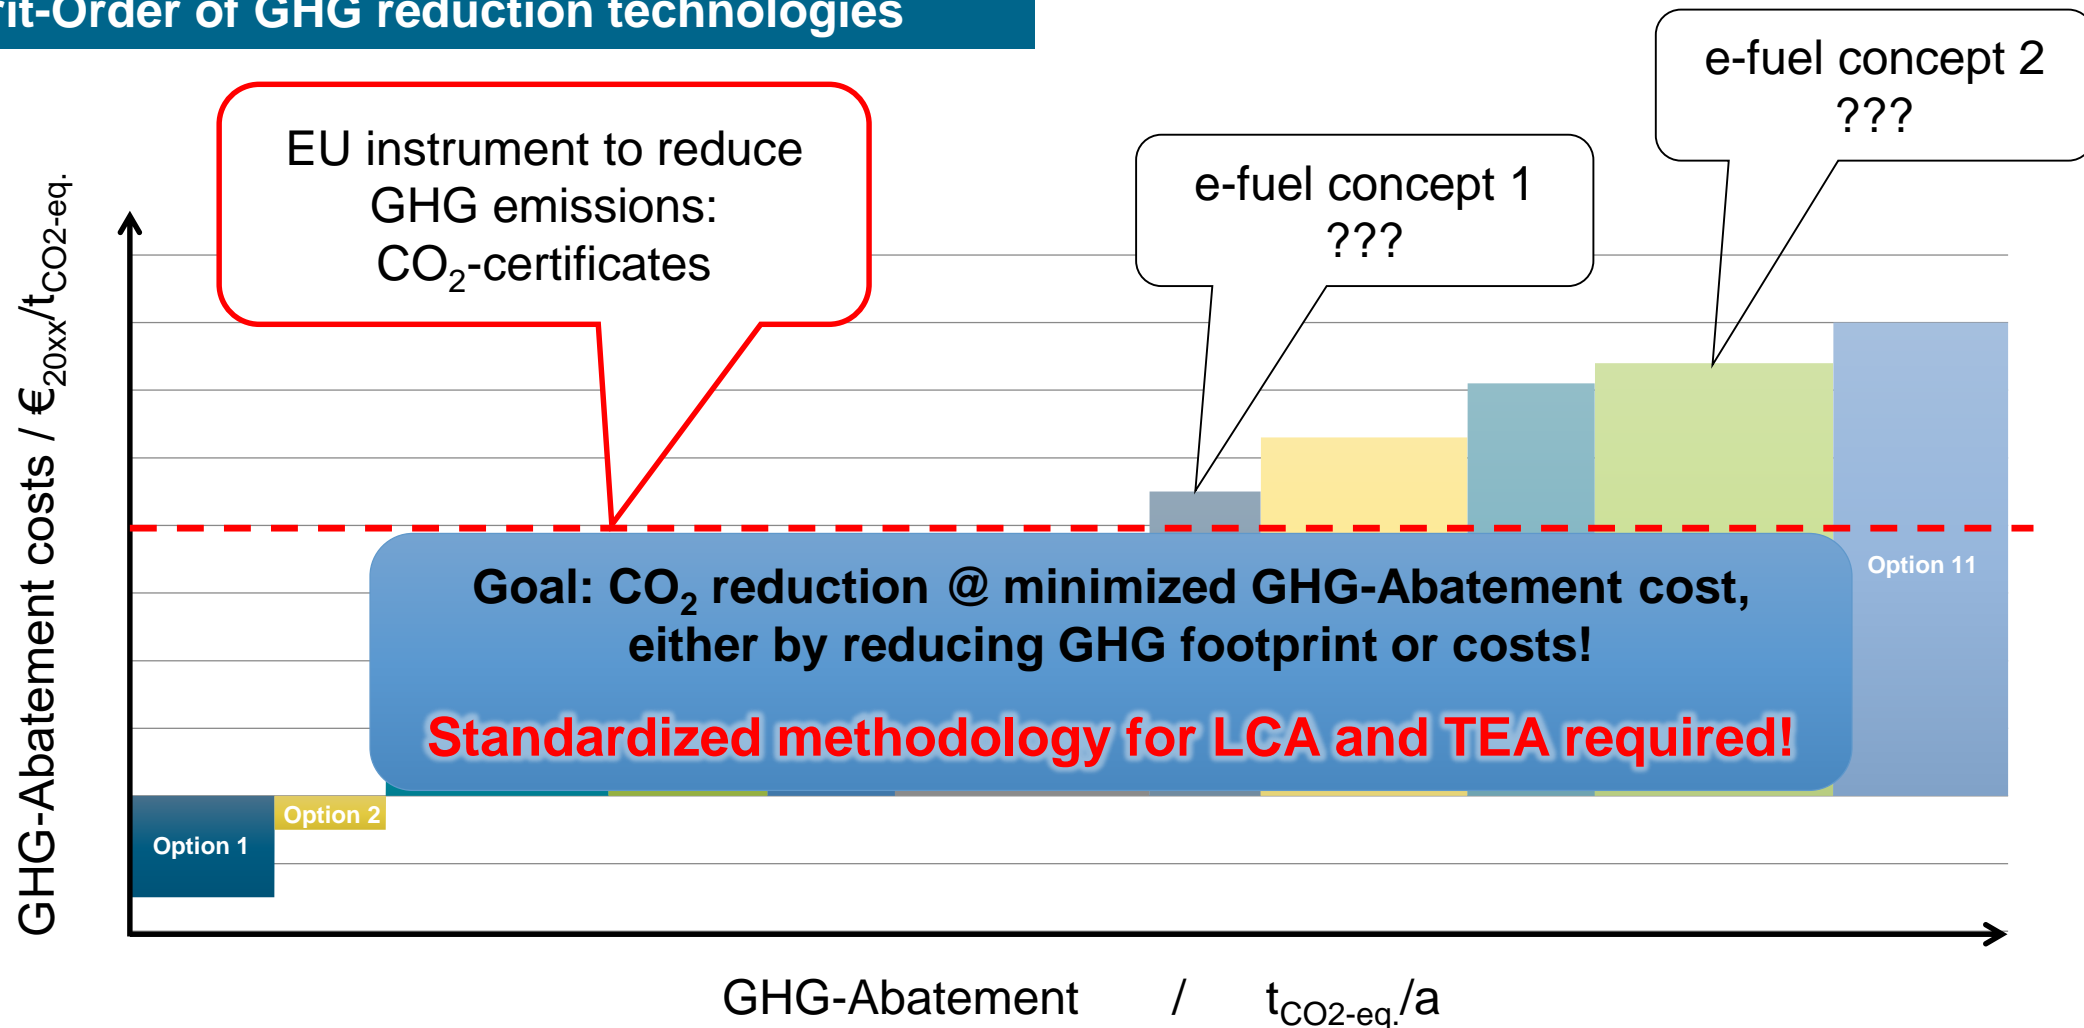 rit-Order of GHG reduction technologies
e-fuel concept 2
???
EU instrument to reduce
GHG emissions:
CO₂-certificates
e-fuel concept 1
???
GHG-Abatement costs / €20xx/tCO2-eq.
Goal: CO₂ reduction @ minimized GHG-Abatement cost,
either by reducing GHG footprint or costs!
Standardized methodology for LCA and TEA required!
Option 11
Option 2
Option 1
GHG-Abatement / tCO2-eq./a